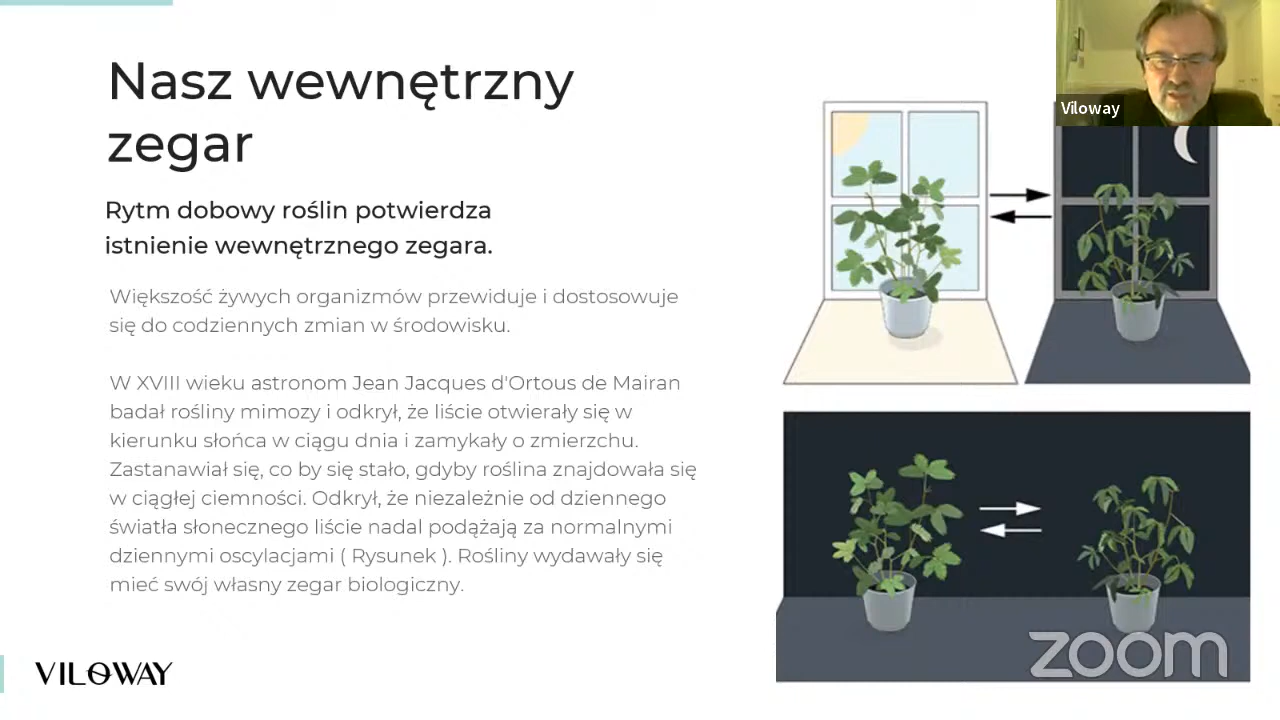 Nasz wewnętrzny
zegar
Rytm dobowy roślin potwierdza
istnienie wewnętrznego zegara.
Większość żywych organizmów przewiduje i dostosowuje
się do codziennych zmian w środowisku.
W XVIII wieku astronom Jean Jacques d'Ortous de Mairan
badał rośliny mimozy i odkrył, że liście otwierały się w
kierunku słońca w ciągu dnia i zamykały o zmierzchu.
Zastanawiał się, co by się stało, gdyby roślina znajdowała się
w ciągłej ciemności. Odkrył, że niezależnie od dziennego
światła słonecznego liście nadal podążają za normalnymi
dziennymi oscylacjami ( Rysunek ). Rośliny wydawały się
mieć swój własny zegar biologiczny.
VILOWAY
Viloway
zoom